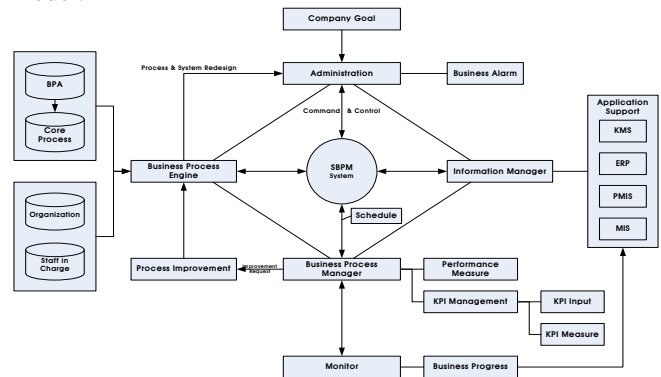 Company Goal
Process & System Redesign
Administration
Business Alarm
BPA
Core
Process
Command & Control
Application
Support
KMS
ERP
PMIS
MIS
Business Process
Engine
SBPM
System
Information Manager
Organization
Staff in
Charge
Schedule
Process Improvement
Improvement
Request
Business Process
Manager
Performance
Measure
KPI Management
KPI Input
KPI Measure
Monitor
Business Progress